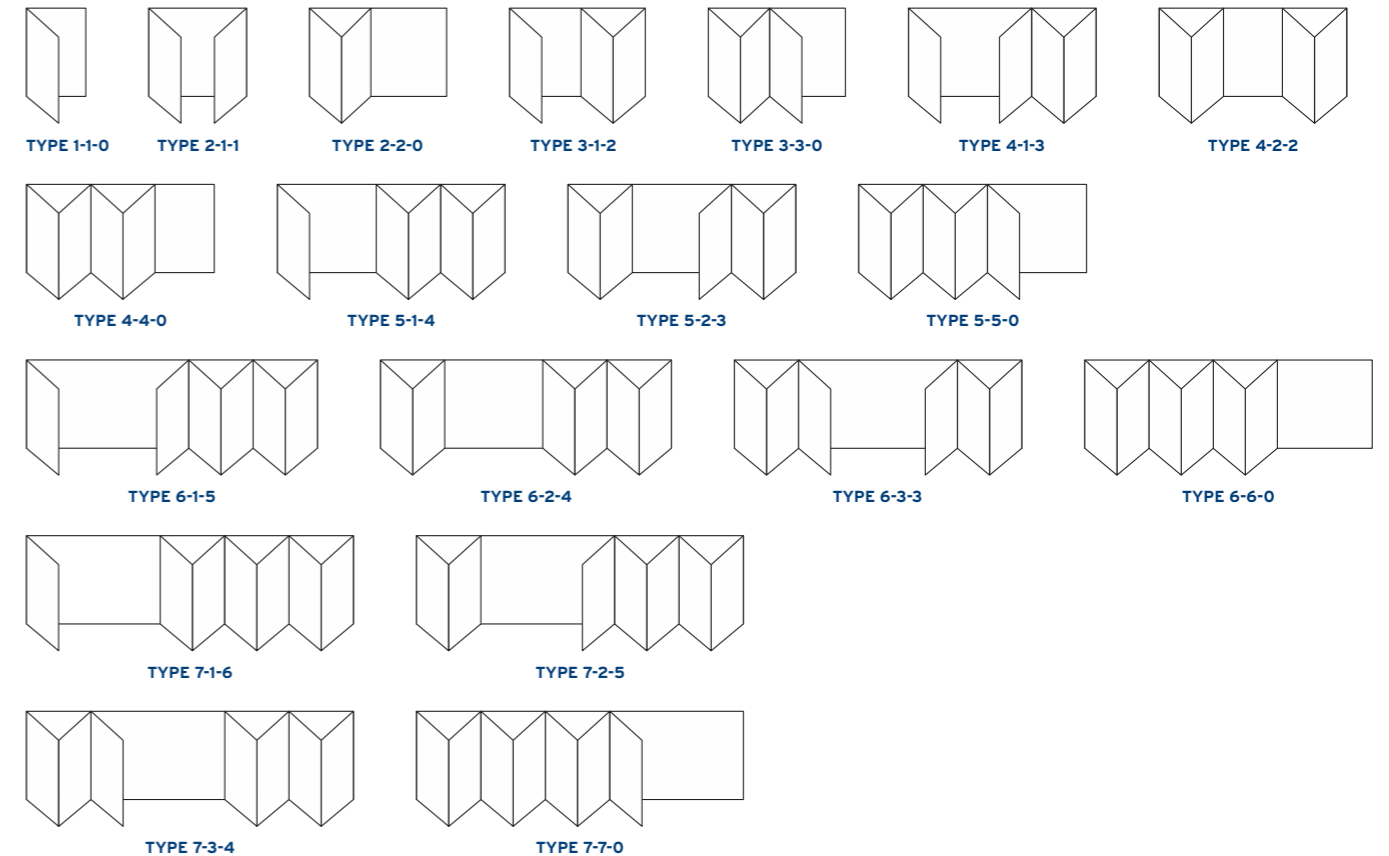 TYPE 1-1-0
TYPE 2-1-1
TYPE 2-2-0
TYPE 3-1-2
TYPE 3-3-0
TYPE 4-1-3
TYPE 4-2-2
TYPE 4-4-0
TYPE 5-1-4
TYPE 5-2-3
TYPE 5-5-0
TYPE 6-1-5
TYPE 6-2-4
TYPE 6-3-3
TYPE 6-6-0
TYPE 7-1-6
TYPE 7-2-5
TYPE 7-3-4
TYPE 7-7-0